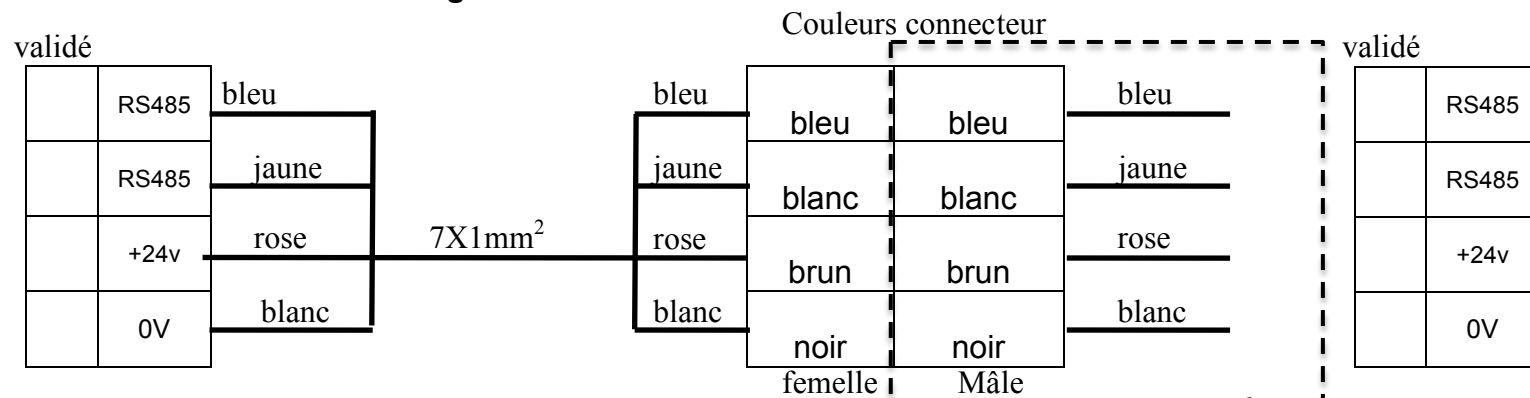 Couleurs connecteur
validé
validé
RS485 bleu bleu bleu bleu bleu RS485
RS485 jaune jaune blanc blanc jaune RS485
+24v rose 7X1mm² rose brun brun rose +24v
0V blanc blanc noir noir blanc 0V
femelle Mâle